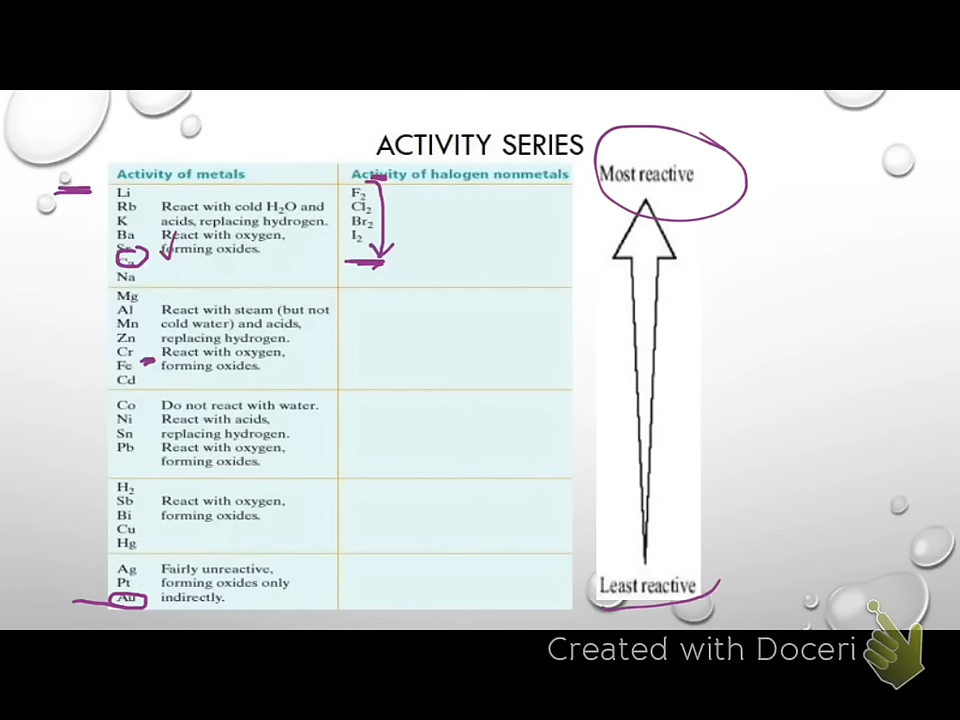 ACTIVITY SERIES
Activity of metals
Activity of halogen nonmetals
Li
Rb React with cold H₂O and
K acids, replacing hydrogen.
Ba React with oxygen,
Sr forming oxides.
Ca
Na
F₂
Cl₂
Br₂
I₂
Mg
Al React with steam (but not
Mn cold water) and acids,
Zn replacing hydrogen.
Cr React with oxygen,
Fe forming oxides.
Cd
Co Do not react with water.
Ni React with acids,
Sn replacing hydrogen.
Pb React with oxygen,
forming oxides.
H₂
Sb React with oxygen,
Bi forming oxides.
Cu
Hg
Ag Fairly unreactive,
Pt forming oxides only
Au indirectly.
Most reactive
Least reactive
Created with Doceri